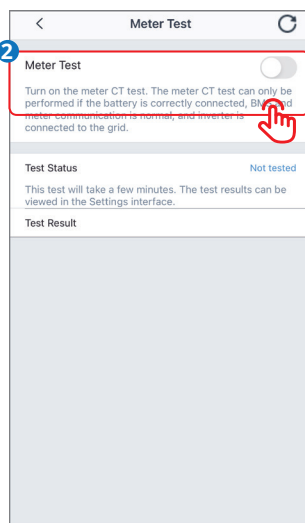 Meter Test
2
Meter Test
Turn on the meter CT test. The meter CT test can only be
performed if the battery is correctly connected, BMS and
meter communication is normal, and inverter is
connected to the grid.
Test Status Not tested
This test will take a few minutes. The test results can be
viewed in the Settings interface.
Test Result